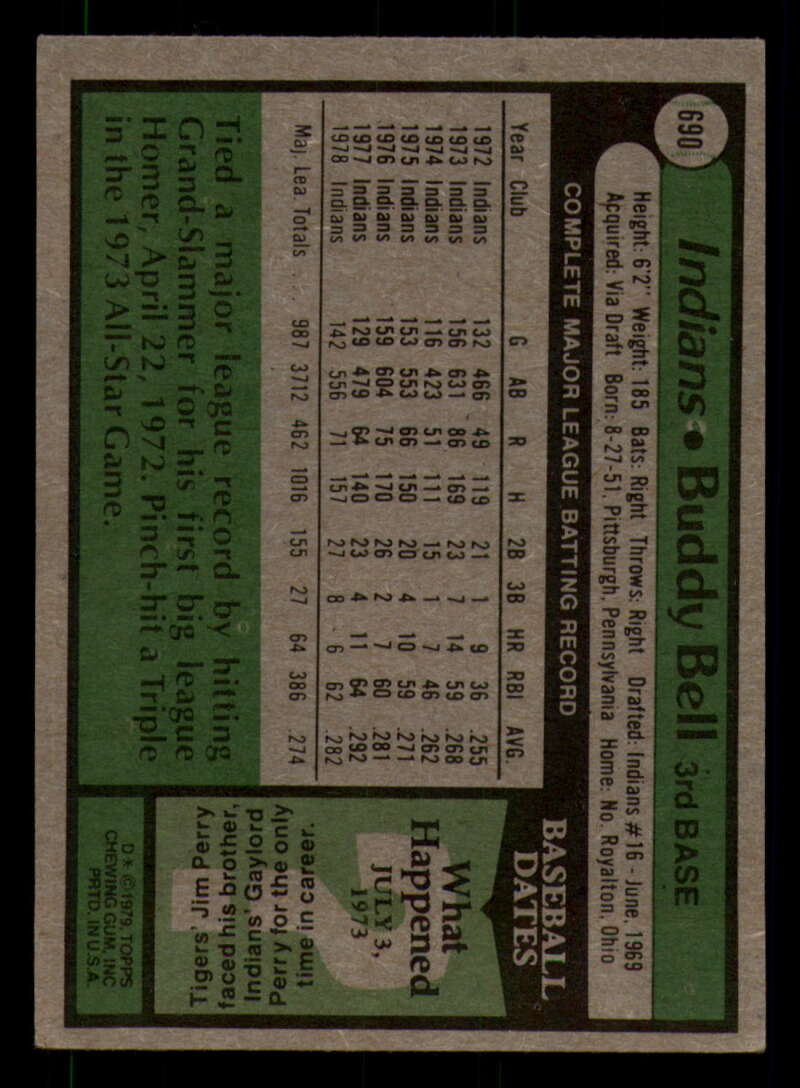 690
Indians • Buddy Bell 3rd BASE
Height: 6'2" Weight: 185 Bats: Right Throws: Right Drafted: Indians #16 - June, 1969
Acquired: Via Draft Born: 8-27-51, Pittsburgh, Pennsylvania Home: No. Royalton, Ohio
COMPLETE MAJOR LEAGUE BATTING RECORD
Year Club G AB R H 2B 3B HR RBI AVG.
1972 Indians 132 466 49 119 21 1 9 36 .255
1973 Indians 156 631 86 169 23 7 14 59 .268
1974 Indians 116 423 51 111 15 1 7 46 .262
1975 Indians 153 553 66 150 20 4 10 59 .271
1976 Indians 159 604 75 170 26 2 7 60 .281
1977 Indians 129 479 64 140 23 4 11 64 .292
1978 Indians 142 556 71 157 27 8 6 62 .282
Maj. Lea. Totals . . . 987 3712 462 1016 155 27 64 386 .274
Tied a major league record by hitting
Grand-Slammer for his first big league
Homer, April 22, 1972. Pinch-hit a Triple
in the 1973 All-Star Game.
BASEBALL
DATES
What
Happened
JULY 3,
1973
Tigers' Jim Perry
faced his brother,
Indians' Gaylord
Perry for the only
time in career.
D* © 1979, TOPPS
CHEWING GUM, INC
PRTD. IN U.S.A.